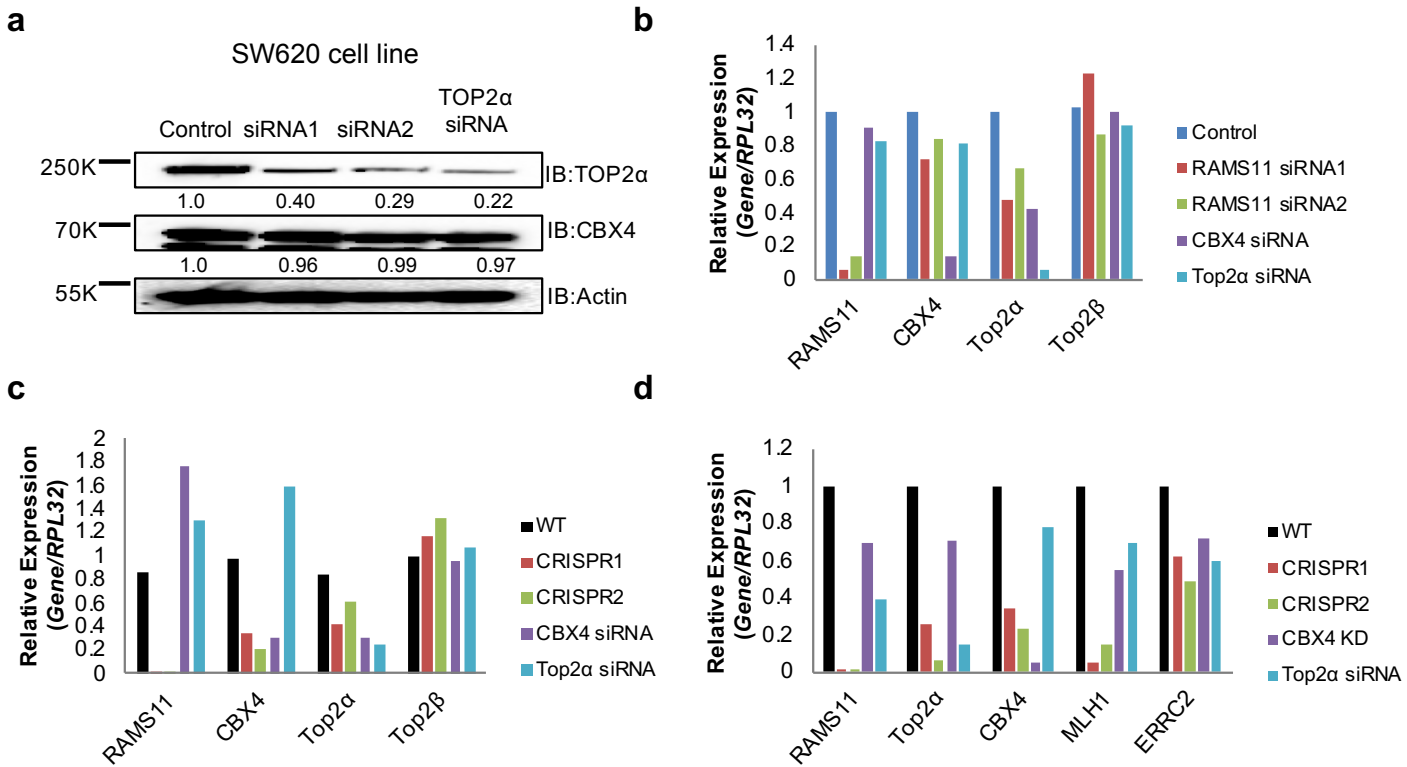 a
SW620 cell line
Control siRNA1 siRNA2 TOP2α siRNA
250K IB:TOP2α
1.0 0.40 0.29 0.22
70K IB:CBX4
1.0 0.96 0.99 0.97
55K IB:Actin
b
Relative Expression
(Gene/RPL32
)
1.4
1.2
1
0.8
0.6
0.4
0.2
0
RAMS11
CBX4
Top2α
Top2β
Control
RAMS11 siRNA1
RAMS11 siRNA2
CBX4 siRNA
Top2α siRNA
c
Relative Expression
(Gene/RPL32)
2
1.8
1.6
1.4
1.2
1
0.8
0.6
0.4
0.2
0
RAMS11
CBX4
Top2α
Top2β
WT
CRISPR1
CRISPR2
CBX4 siRNA
Top2α siRNA
d
Relative Expression
(Gene/RPL32
1.2
1
0.8
0.6
0.4
0.2
0
RAMS11
Top2α
CBX4
MLH1
ERRC2
WT
CRISPR1
CRISPR2
CBX4 KD
Top2α siRNA